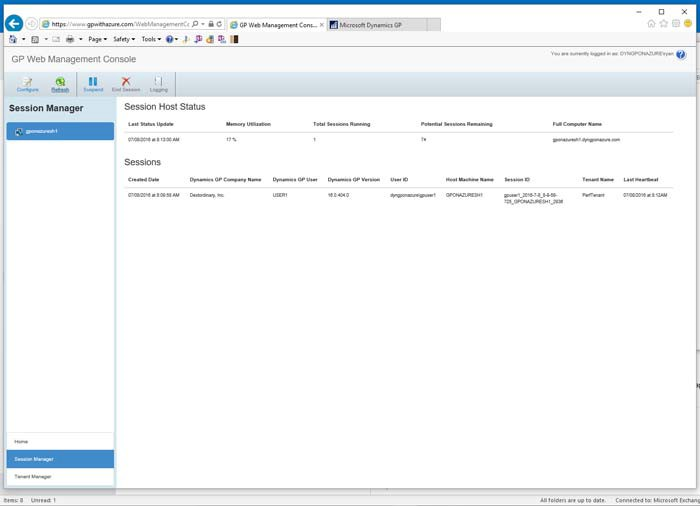 https://www.gpwithazure.com/WebManagementCc
GP Web Management Cons...
Microsoft Dynamics GP
Page Safety Tools
GP Web Management Console
You are currently logged in as: DYNGPONAZURE\ryan
Configure Refresh Suspend End Session Logging
Session Manager
gponazuresh1
Session Host Status
Last Status Update Memory Utilization Total Sessions Running Potential Sessions Remaining Full Computer Name
07/08/2016 at 8:13:00 AM 17 % 1 74 gponazuresh1.dyngponazure.com
Sessions
Created Date Dynamics GP Company Name Dynamics GP User Dynamics GP Version User ID Host Machine Name Session ID Tenant Name Last Heartbeat
07/08/2016 at 8:09:59 AM Dextordinary, Inc. USER1 16.0.404.0 dyngponazure\gpuser1 GPONAZURESH1 gpuser1_2016-7-8_8-9-59-
725_GPONAZURESH1_2936 PerfTenant 07/08/2016 at 8:12AM
Home
Session Manager
Tenant Manager
Items: 8 Unread: 1
All folders are up to date. Connected to: Microsoft Exchang